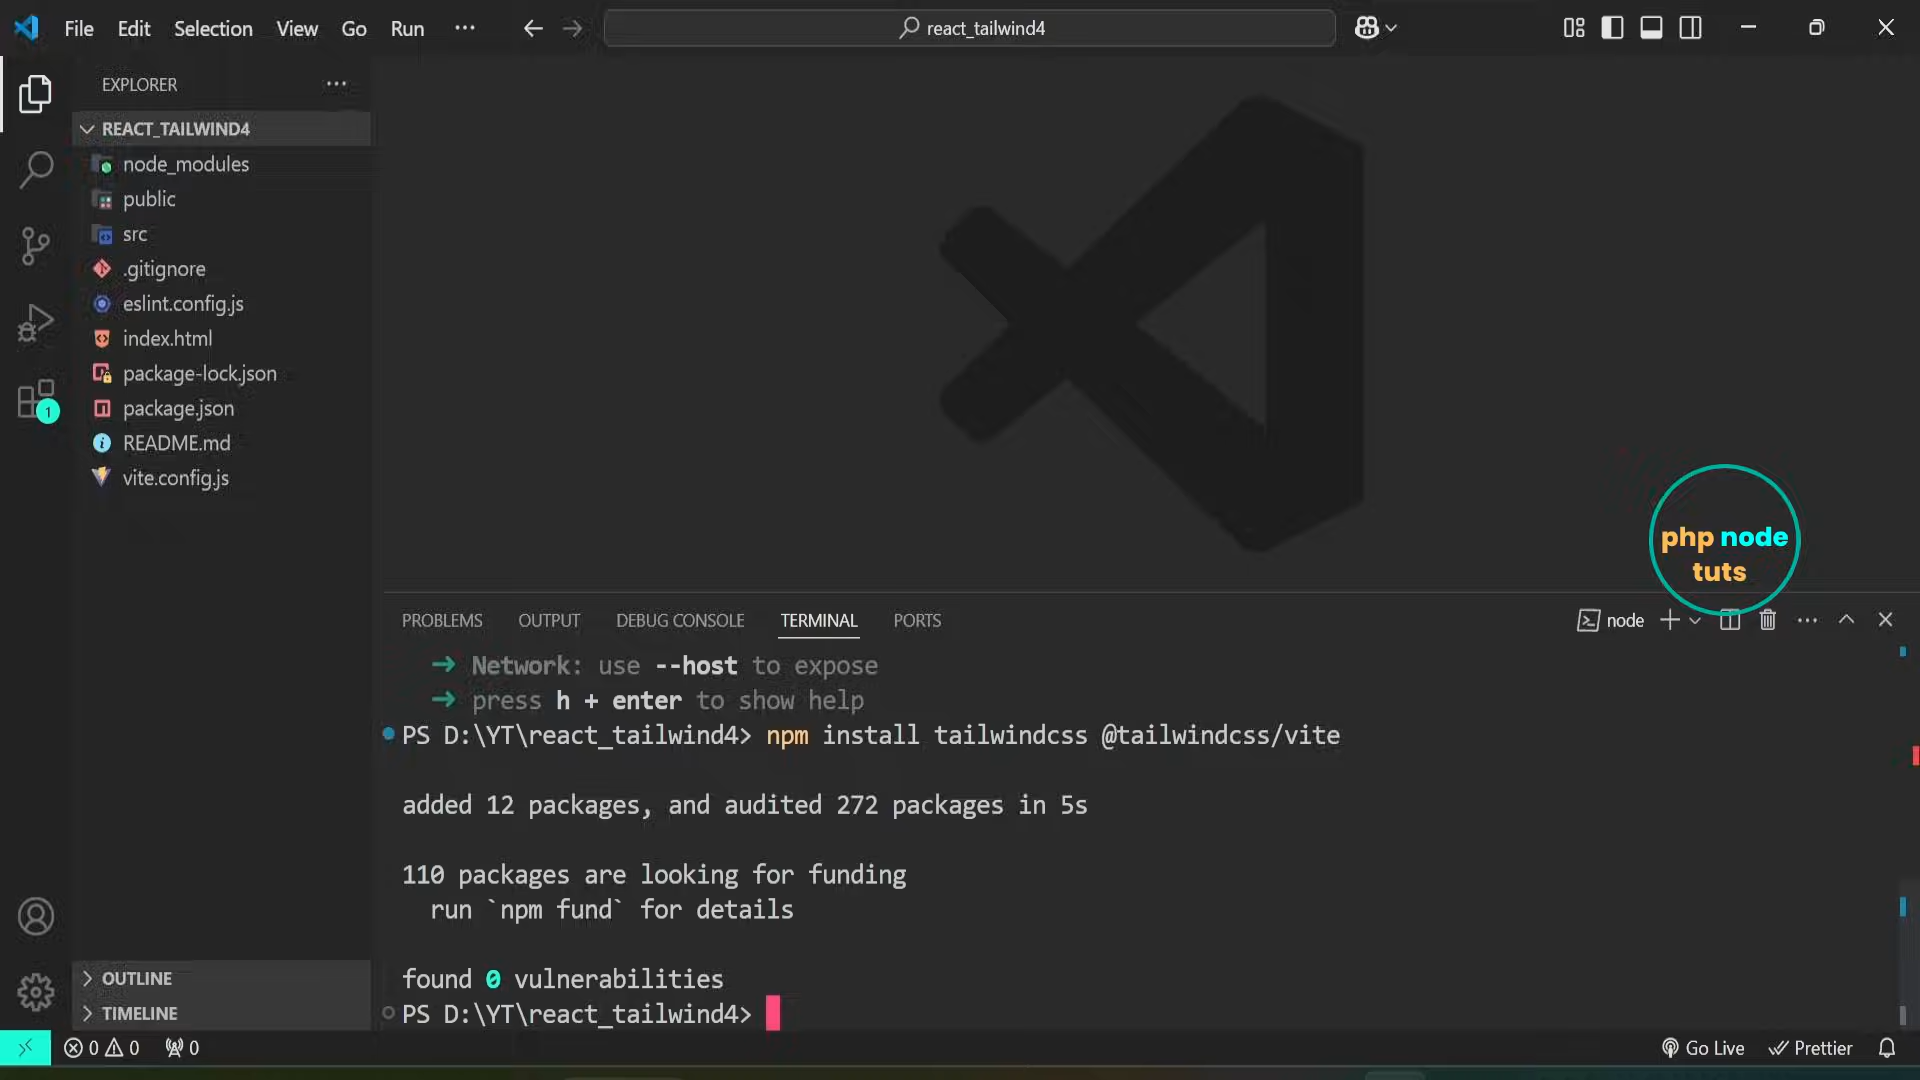 File Edit Selection View Go Run ··· react_tailwind4
EXPLORER ···
REACT_TAILWIND4
node_modules
public
src
.gitignore
eslint.config.js
index.html
package-lock.json
package.json
README.md
vite.config.js
1
OUTLINE
TIMELINE
php node
tuts
PROBLEMS OUTPUT DEBUG CONSOLE TERMINAL PORTS node
→ Network: use --host to expose
→ press h + enter to show help
PS D:\YT\react_tailwind4> npm install tailwindcss @tailwindcss/vite
added 12 packages, and audited 272 packages in 5s
110 packages are looking for funding
run `npm fund` for details
found 0 vulnerabilities
PS D:\YT\react_tailwind4>
0 0 0 Go Live Prettier